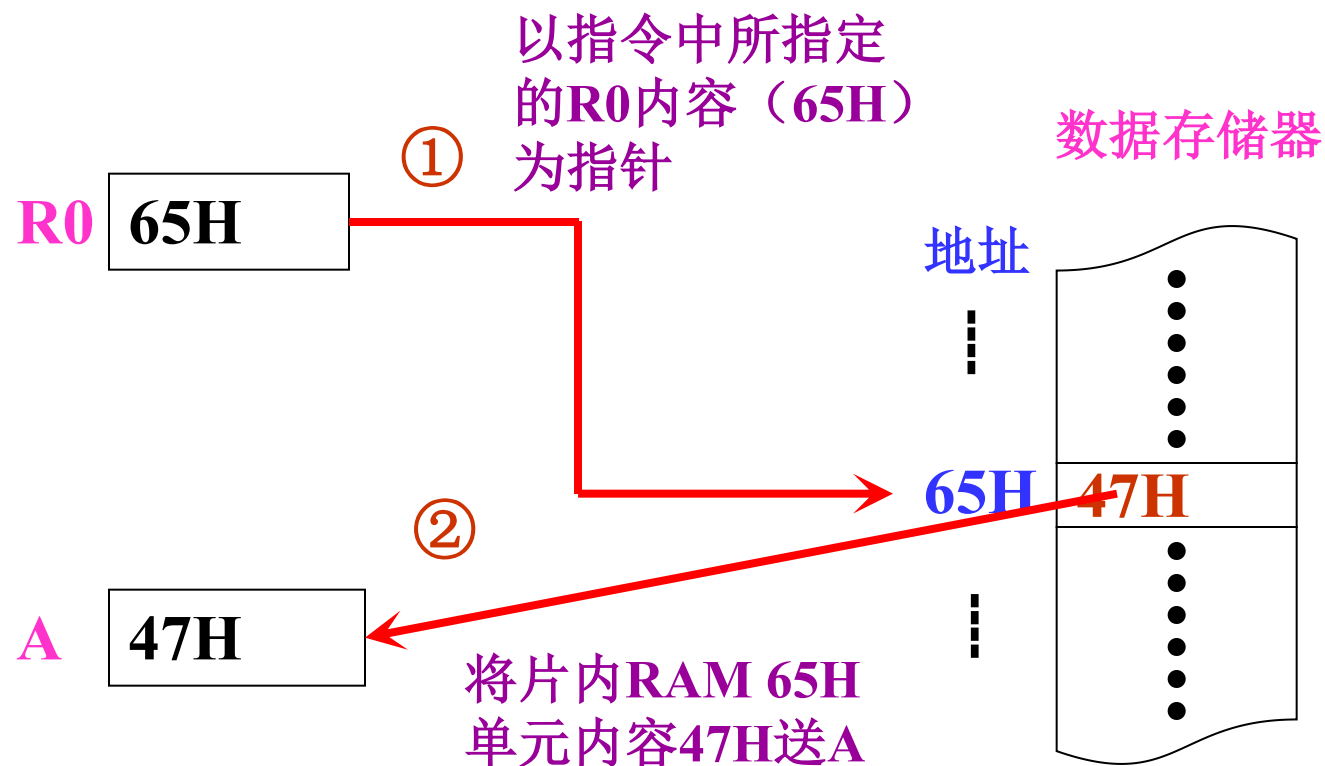 以指令中所指定
的R0内容（65H）
为指针
数据存储器
①
R0
65H
地址
65H
47H
②
A
47H
将片内RAM 65H
单元内容47H送A